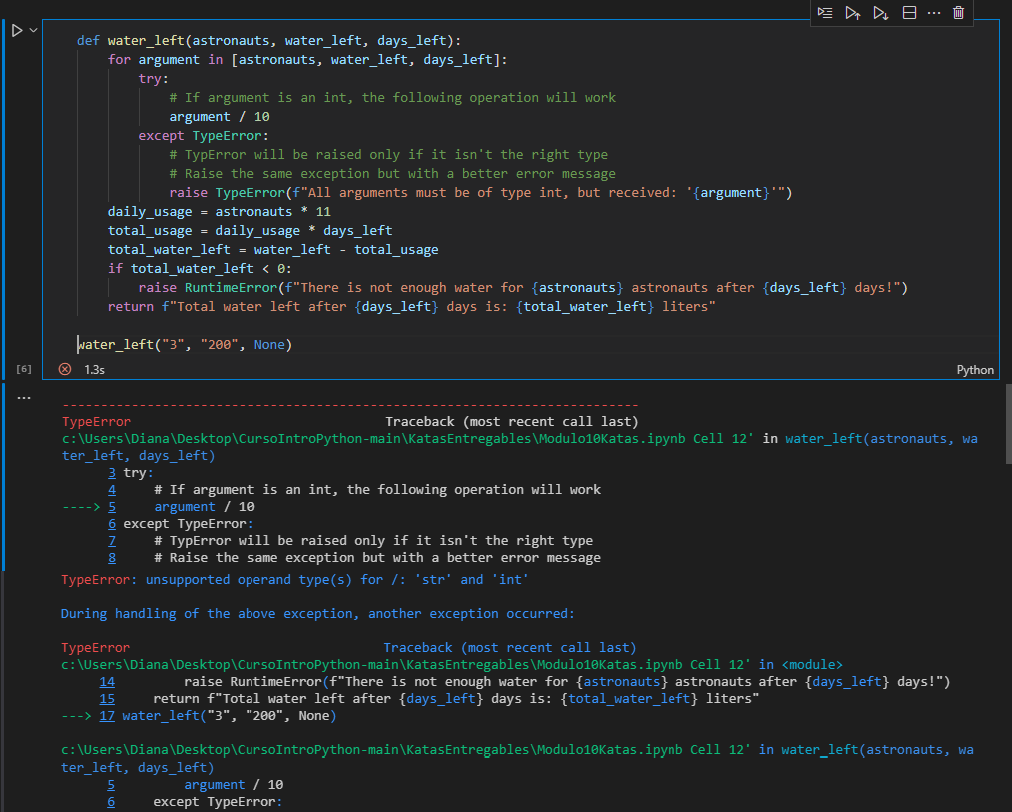 def water_left(astronauts, water_left, days_left):
    for argument in [astronauts, water_left, days_left]:
        try:
            # If argument is an int, the following operation will work
            argument / 10
        except TypeError:
            # TypError will be raised only if it isn't the right type
            # Raise the same exception but with a better error message
            raise TypeError(f"All arguments must be of type int, but received: '{argument}'")
    daily_usage = astronauts * 11
    total_usage = daily_usage * days_left
    total_water_left = water_left - total_usage
    if total_water_left < 0:
        raise RuntimeError(f"There is not enough water for {astronauts} astronauts after {days_left} days!")
    return f"Total water left after {days_left} days is: {total_water_left} liters"
water_left("3", "200", None)
[6] 1.3s Python
...
---------------------------------------------------------------------------
TypeError                                 Traceback (most recent call last)
c:\Users\Diana\Desktop\CursoIntroPython-main\KatasEntregables\Modulo10Katas.ipynb Cell 12' in water_left(astronauts, wa
ter_left, days_left)
      3 try:
      4     # If argument is an int, the following operation will work
----> 5     argument / 10
      6 except TypeError:
      7     # TypError will be raised only if it isn't the right type
      8     # Raise the same exception but with a better error message
TypeError: unsupported operand type(s) for /: 'str' and 'int'
During handling of the above exception, another exception occurred:
TypeError                                 Traceback (most recent call last)
c:\Users\Diana\Desktop\CursoIntroPython-main\KatasEntregables\Modulo10Katas.ipynb Cell 12' in <module>
     14         raise RuntimeError(f"There is not enough water for {astronauts} astronauts after {days_left} days!")
     15     return f"Total water left after {days_left} days is: {total_water_left} liters"
---> 17 water_left("3", "200", None)
c:\Users\Diana\Desktop\CursoIntroPython-main\KatasEntregables\Modulo10Katas.ipynb Cell 12' in water_left(astronauts, wa
ter_left, days_left)
      5         argument / 10
      6     except TypeError: